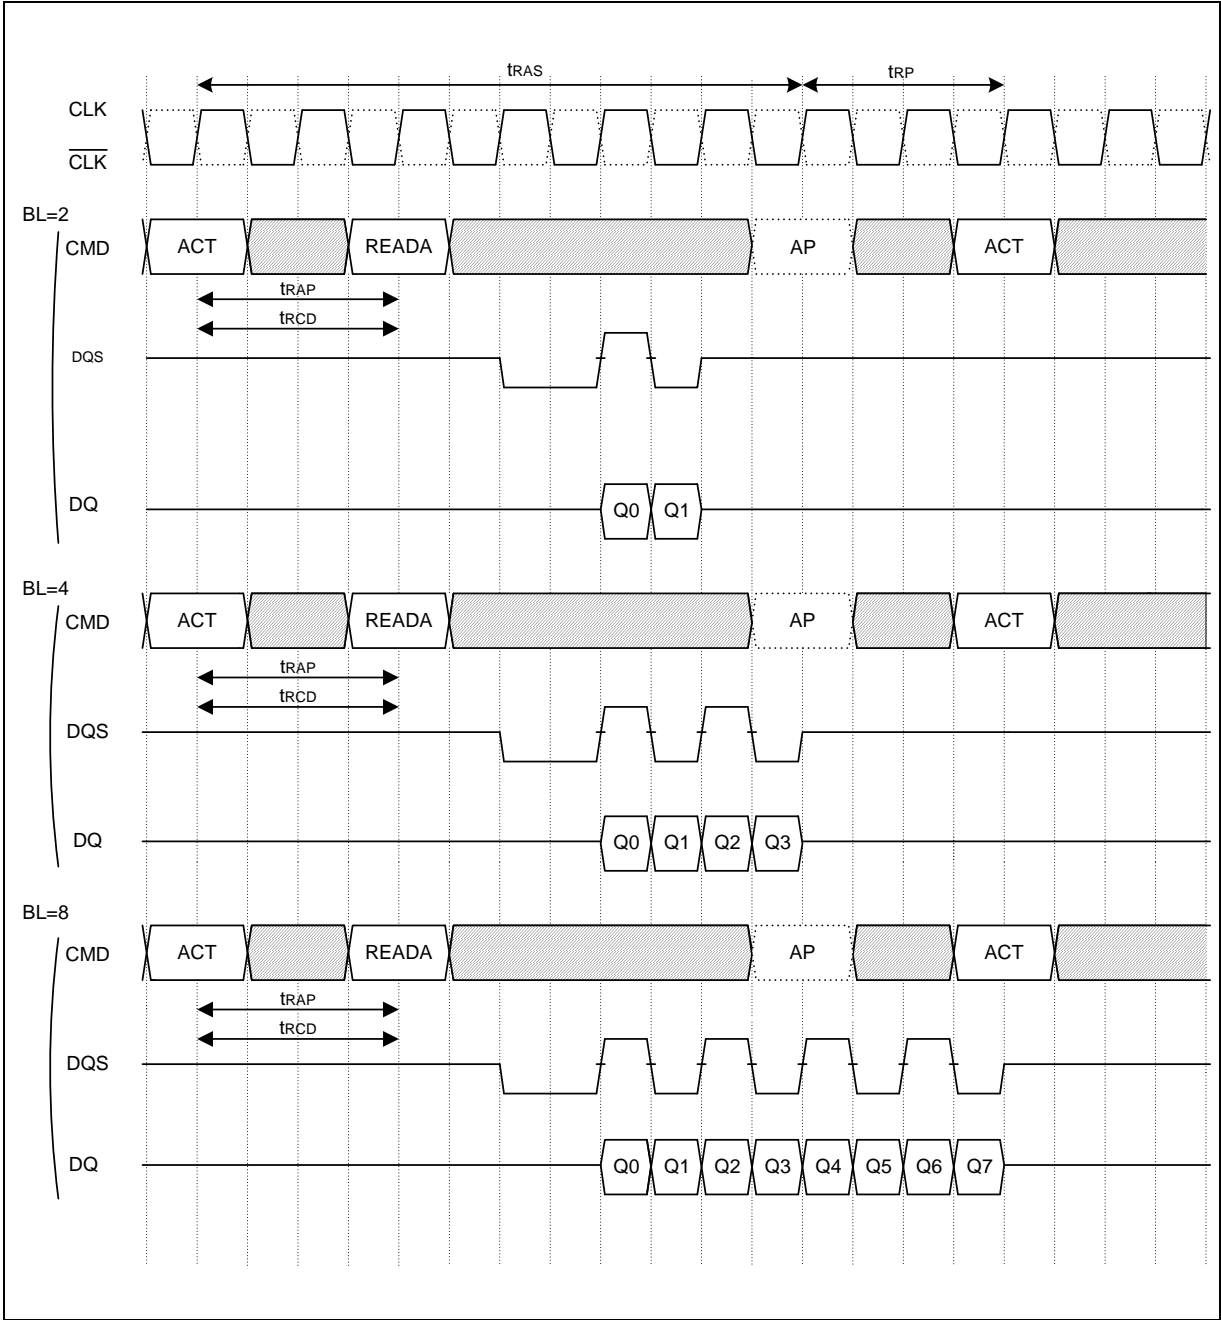 tRAS tRP
CLK
CLK
BL=2
CMD ACT READA AP ACT
tRAP
tRCD
DQS
DQ Q0 Q1
BL=4
CMD ACT READA AP ACT
tRAP
tRCD
DQS
DQ Q0 Q1 Q2 Q3
BL=8
CMD ACT READA AP ACT
tRAP
tRCD
DQS
DQ Q0 Q1 Q2 Q3 Q4 Q5 Q6 Q7